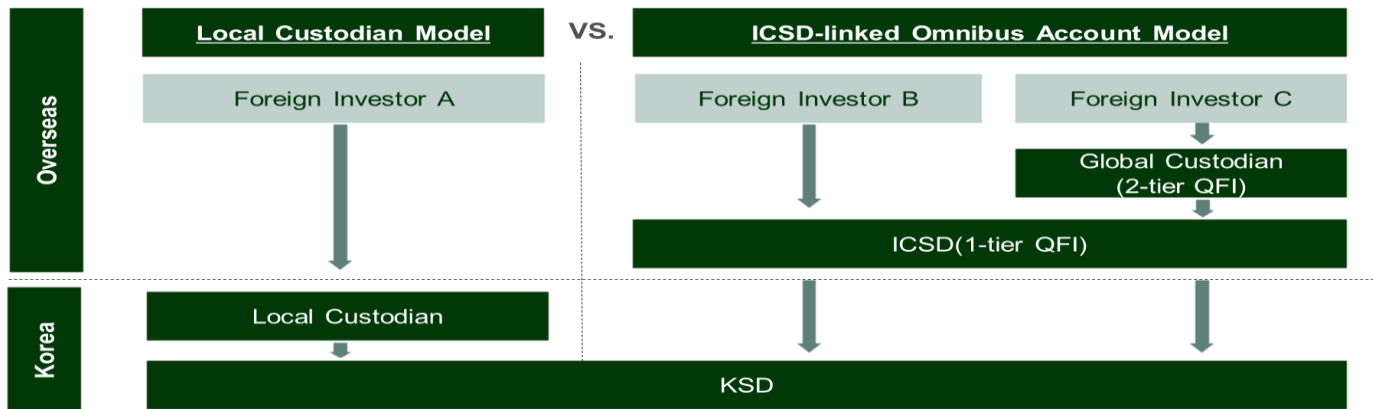 Local Custodian Model
VS.
ICSD-linked Omnibus Account Model
Overseas
Foreign Investor A
Foreign Investor B
Foreign Investor C
Global Custodian
(2-tier QFI)
ICSD(1-tier QFI)
Korea
Local Custodian
KSD